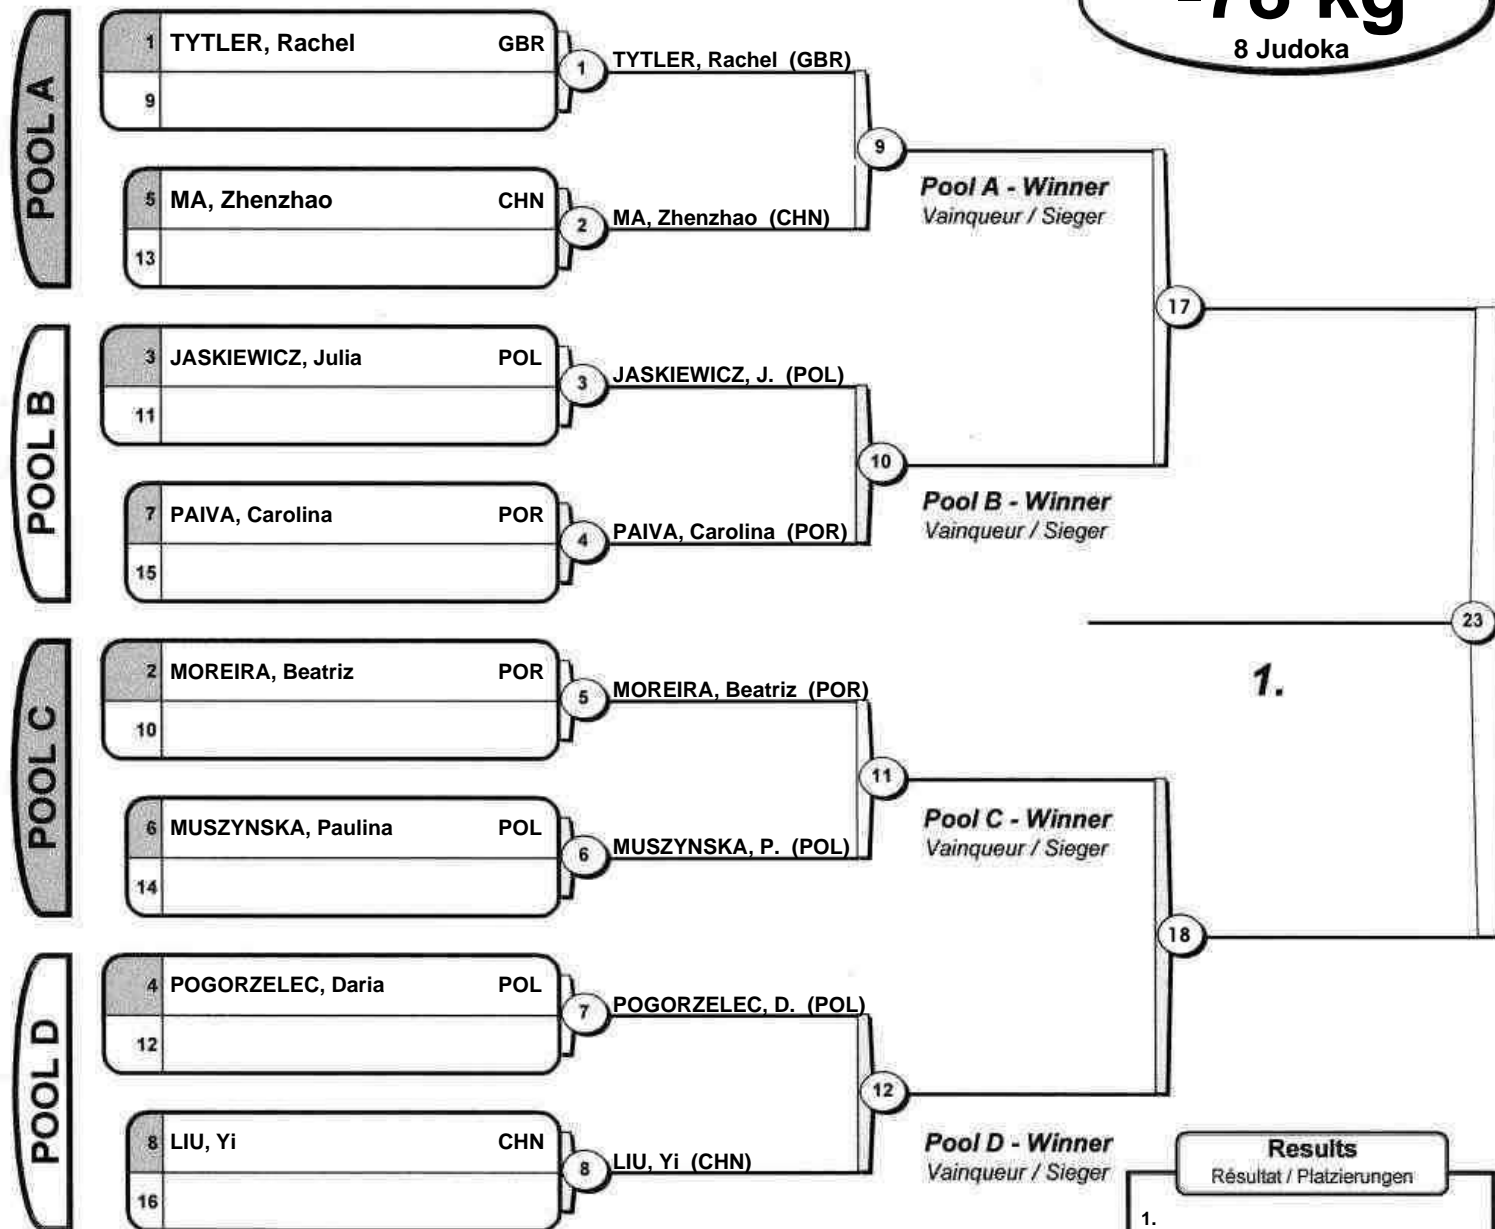 -78 kg
8 Judoka
POOL A
1 TYTLER, Rachel GBR
9
1
TYTLER, Rachel (GBR)
5 MA, Zhenzhao CHN
13
2
MA, Zhenzhao (CHN)
9
Pool A - Winner
Vainqueur / Sieger
17
POOL B
3 JASKIEWICZ, Julia POL
11
3
JASKIEWICZ, J. (POL)
7 PAIVA, Carolina POR
15
4
PAIVA, Carolina (POR)
10
Pool B - Winner
Vainqueur / Sieger
23
1.
POOL C
2 MOREIRA, Beatriz POR
10
5
MOREIRA, Beatriz (POR)
6 MUSZYNSKA, Paulina POL
14
6
MUSZYNSKA, P. (POL)
11
Pool C - Winner
Vainqueur / Sieger
18
POOL D
4 POGORZELEC, Daria POL
12
7
POGORZELEC, D. (POL)
8 LIU, Yi CHN
16
8
LIU, Yi (CHN)
12
Pool D - Winner
Vainqueur / Sieger
Results
Résultat / Platzierungen
1.